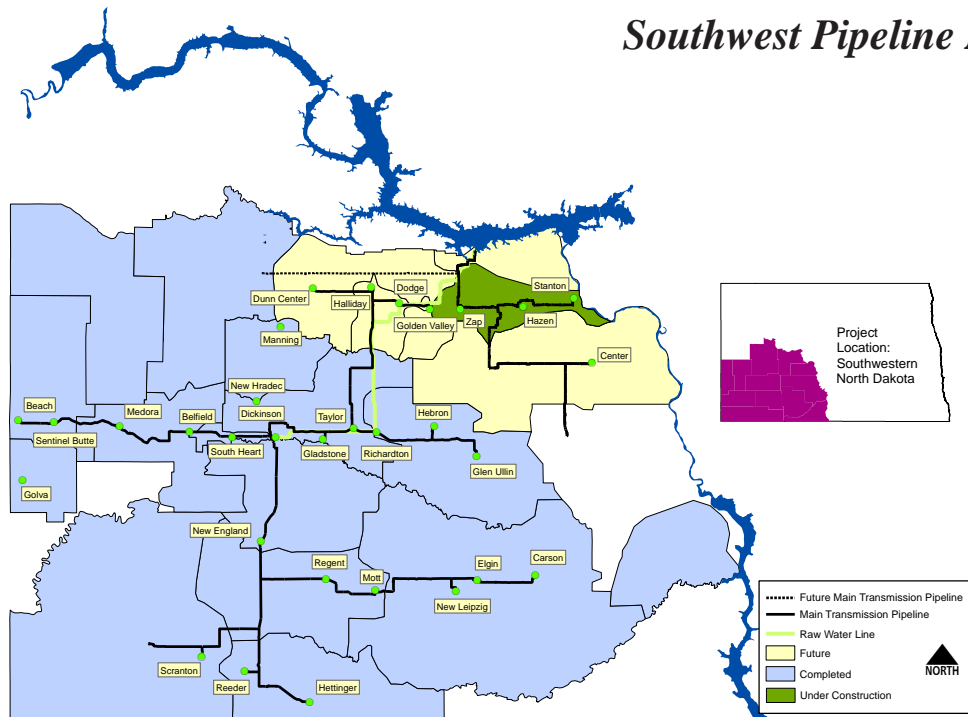 Southwest Pipeline
Dunn Center
Halliday
Dodge
Stanton
Golden Valley
Zap
Hazen
Manning
Center
Project
Location:
Southwestern
North Dakota
New Hradec
Beach
Medora
Belfield
Dickinson
Taylor
Hebron
Sentinel Butte
South Heart
Gladstone
Richardton
Glen Ullin
Golva
New England
Regent
Mott
Elgin
Carson
New Leipzig
Scranton
Reeder
Hettinger
Future Main Transmission Pipeline
Main Transmission Pipeline
Raw Water Line
Future
Completed
Under Construction
NORTH